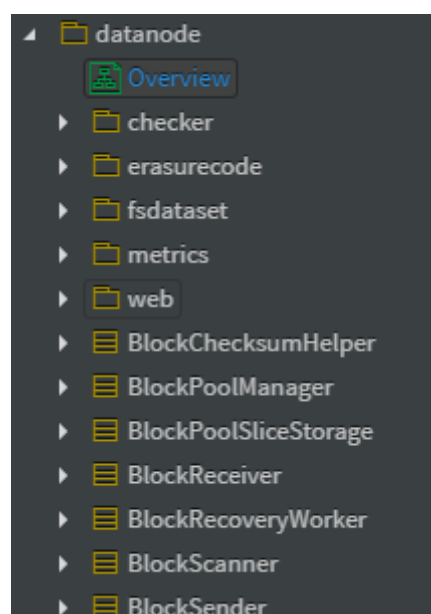 datanode
Overview
checker
erasurecode
fsdataset
metrics
web
BlockChecksumHelper
BlockPoolManager
BlockPoolSliceStorage
BlockReceiver
BlockRecoveryWorker
BlockScanner
BlockSender